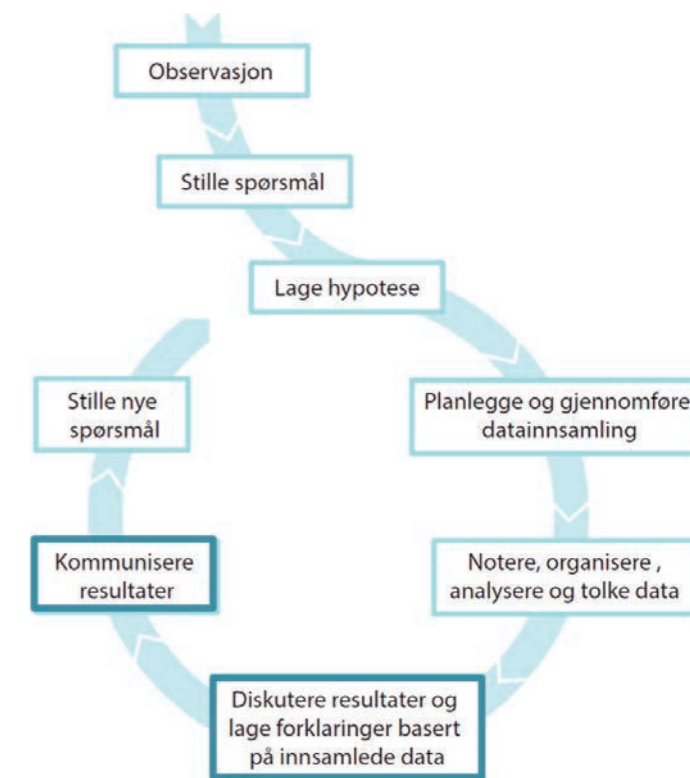 Observasjon
Stille spørsmål
Lage hypotese
Planlegge og gjennomføre
datainnsamling
Notere, organisere ,
analysere og tolke data
Diskutere resultater og
lage forklaringer basert
på innsamlede data
Kommunisere
resultater
Stille nye
spørsmål